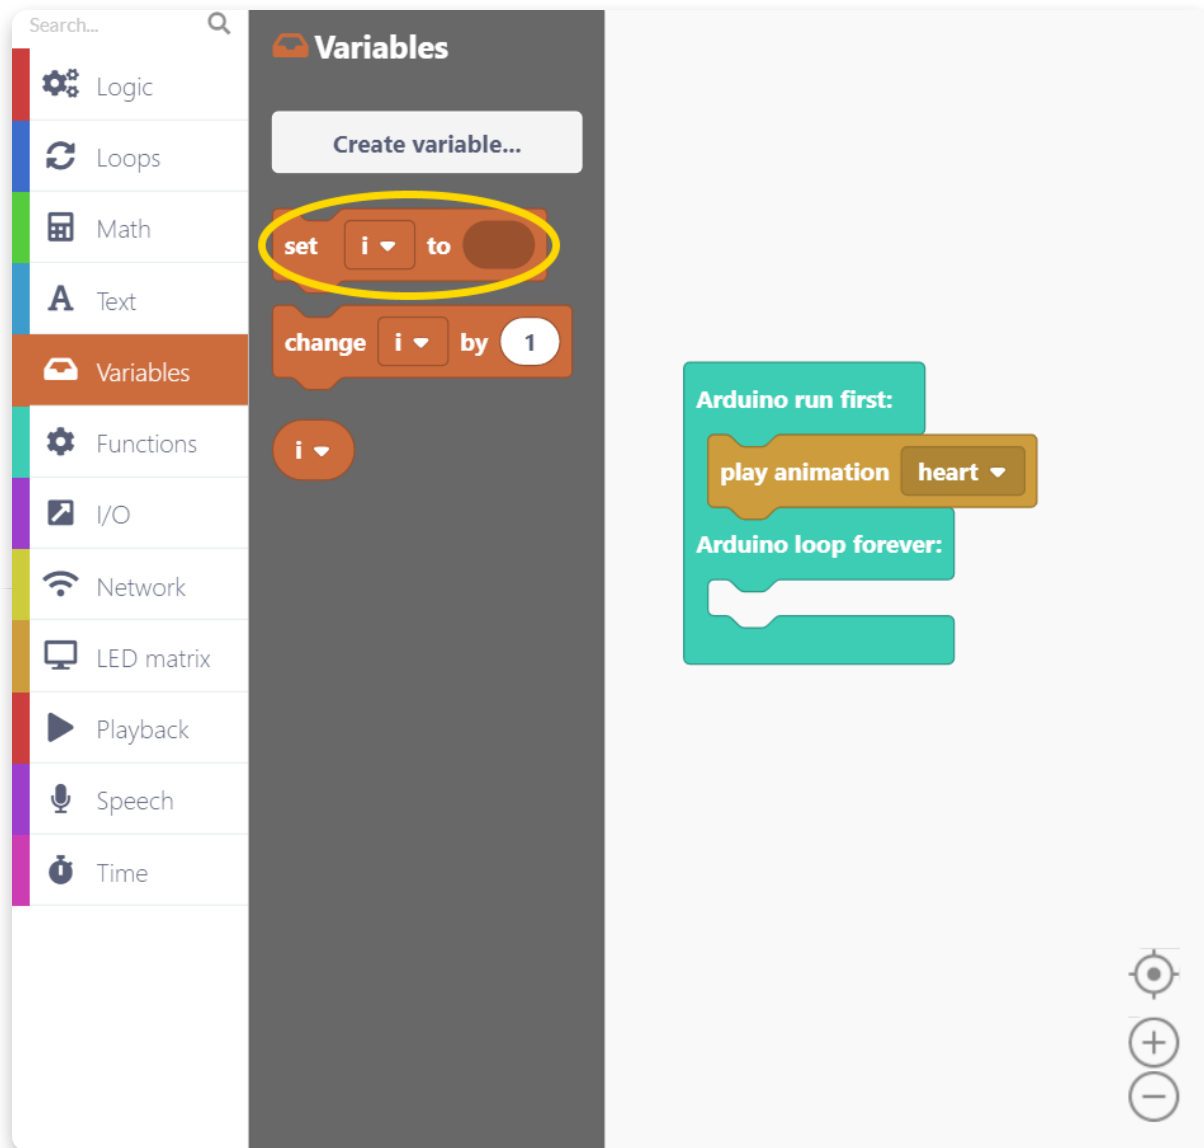 Search...
Logic
Loops
Math
Text
Variables
Functions
I/O
Network
LED matrix
Playback
Speech
Time
Variables
Create variable...
set i to
change i by 1
i
Arduino run first:
play animation heart
Arduino loop forever: